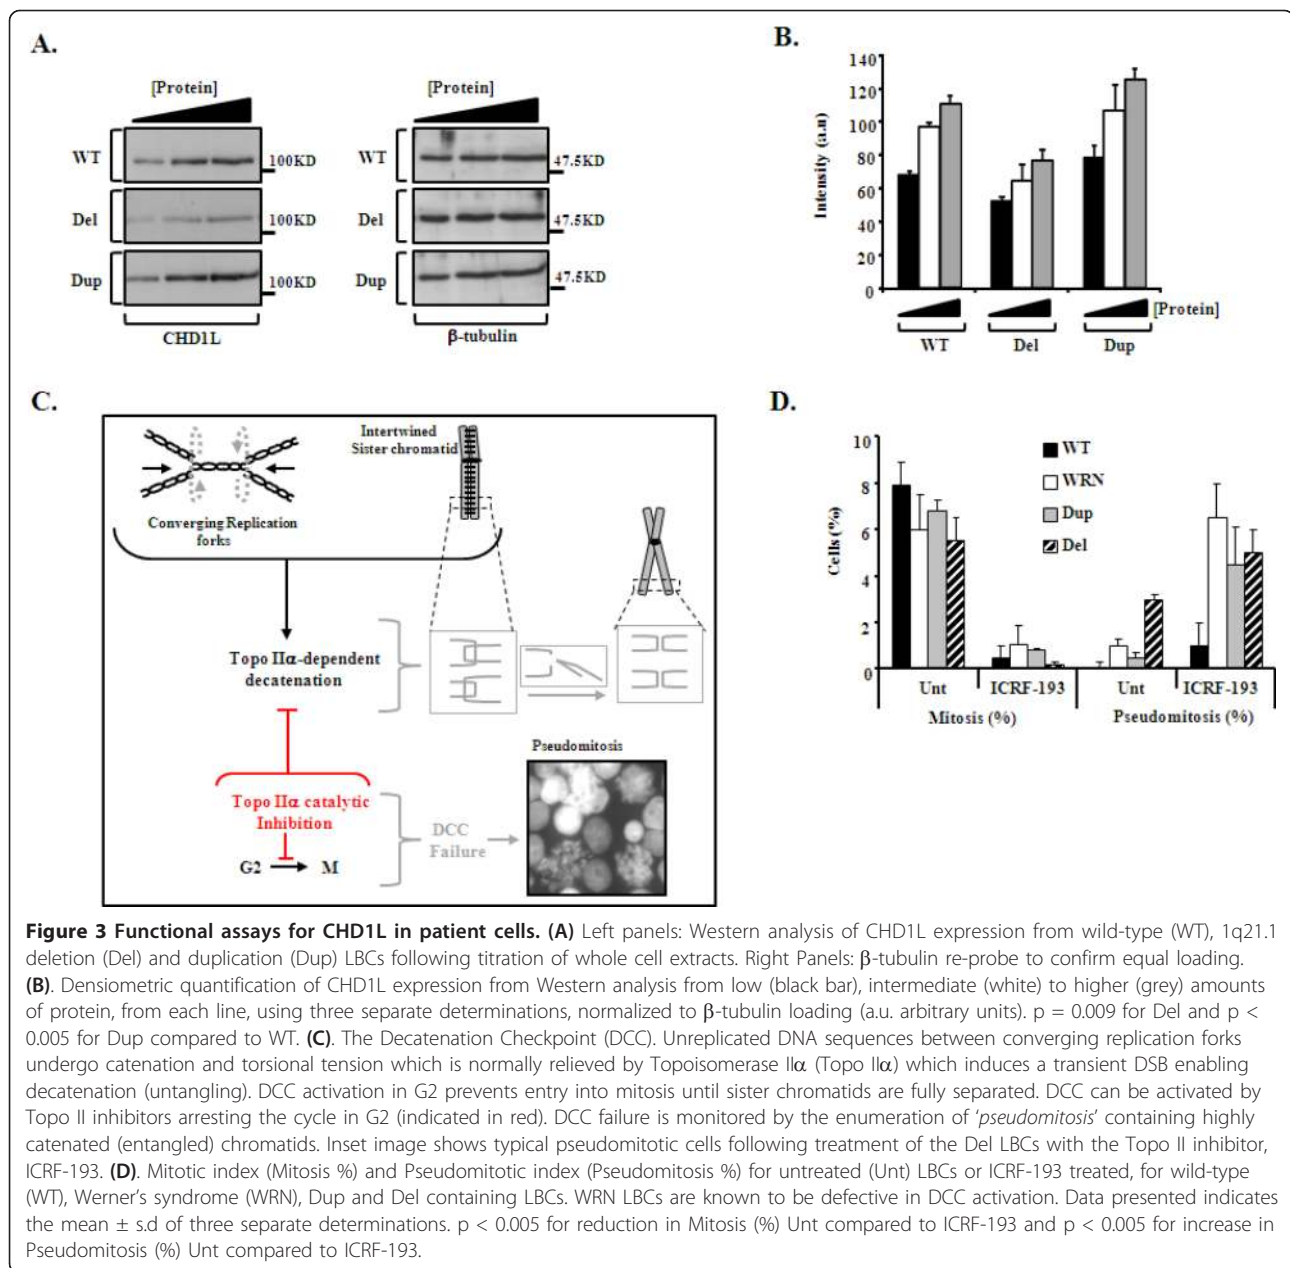 A.
[Protein]
WT
100KD
Del
100KD
Dup
100KD
CHD1L
[Protein]
WT
47.5KD
Del
47.5KD
Dup
47.5KD
β-tubulin
B.
Intensity (a.u)
140
120
100
80
60
40
20
0
[Protein]
WT
Del
Dup
C.
Intertwined
Sister chromatid
Converging Replication
forks
Topo IIα-dependent
decatenation
Topo IIα catalytic
Inhibition
G2
M
DCC
Failure
Pseudomitosis
D.
Cells (%)
10
8
6
4
2
0
WT
WRN
Dup
Del
Unt
ICRF-193
Unt
ICRF-193
Mitosis (%)
Pseudomitosis (%)
Figure 3 Functional assays for CHD1L in patient cells. (A) Left panels: Western analysis of CHD1L expression from wild-type (WT), 1q21.1
deletion (Del) and duplication (Dup) LBCs following titration of whole cell extracts. Right Panels: β-tubulin re-probe to confirm equal loading.
(B). Densiometric quantification of CHD1L expression from Western analysis from low (black bar), intermediate (white) to higher (grey) amounts
of protein, from each line, using three separate determinations, normalized to β-tubulin loading (a.u. arbitrary units). p = 0.009 for Del and p <
0.005 for Dup compared to WT. (C). The Decatenation Checkpoint (DCC). Unreplicated DNA sequences between converging replication forks
undergo catenation and torsional tension which is normally relieved by Topoisomerase IIα (Topo IIα) which induces a transient DSB enabling
decatenation (untangling). DCC activation in G2 prevents entry into mitosis until sister chromatids are fully separated. DCC can be activated by
Topo II inhibitors arresting the cycle in G2 (indicated in red). DCC failure is monitored by the enumeration of 'pseudomitosis' containing highly
catenated (entangled) chromatids. Inset image shows typical pseudomitotic cells following treatment of the Del LBCs with the Topo II inhibitor,
ICRF-193. (D). Mitotic index (Mitosis %) and Pseudomitotic index (Pseudomitosis %) for untreated (Unt) LBCs or ICRF-193 treated, for wild-type
(WT), Werner's syndrome (WRN), Dup and Del containing LBCs. WRN LBCs are known to be defective in DCC activation. Data presented indicates
the mean ± s.d of three separate determinations. p < 0.005 for reduction in Mitosis (%) Unt compared to ICRF-193 and p < 0.005 for increase in
Pseudomitosis (%) Unt compared to ICRF-193.